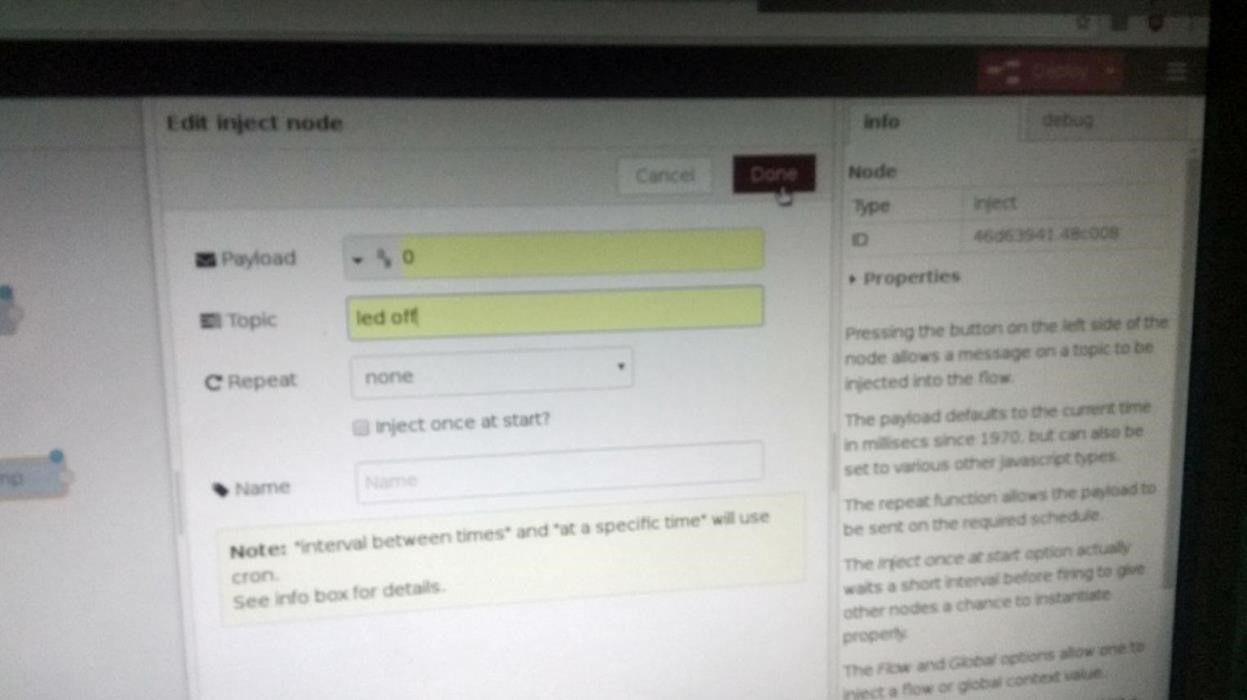 Deploy
Edit inject node
Cancel
Done
Payload
0
Topic
led off
Repeat
none
Inject once at start?
Name
Name
Note: "interval between times" and "at a specific time" will use
cron.
See info box for details.
info
debug
Node
Type
inject
ID
46d63941.48c008
Properties
Pressing the button on the left side of the
node allows a message on a topic to be
injected into the flow.
The payload defaults to the current time
in millisecs since 1970, but can also be
set to various other javascript types.
The repeat function allows the payload to
be sent on the required schedule.
The Inject once at start option actually
waits a short interval before firing to give
other nodes a chance to instantiate
properly.
The Flow and Global options allow one to
inject a flow or global context value.